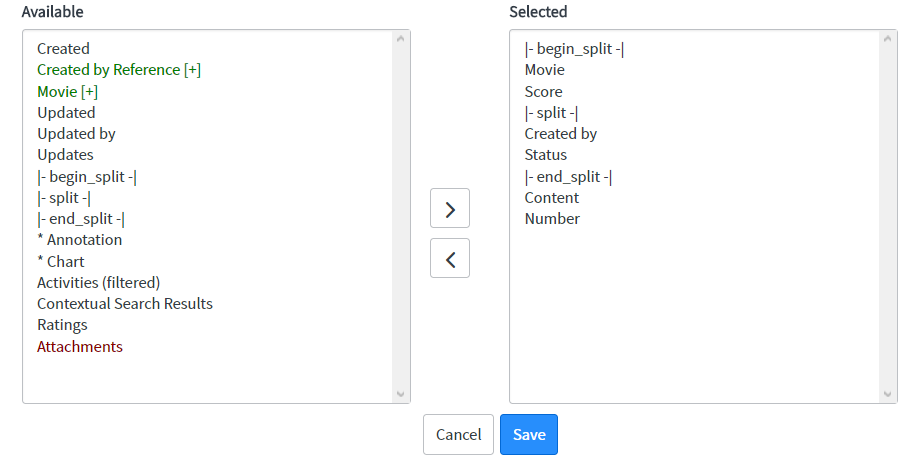 Available
Created
Created by Reference [+]
Movie [+]
Updated
Updated by
Updates
|- begin_split -|
|- split -|
|- end_split -|
* Annotation
* Chart
Activities (filtered)
Contextual Search Results
Ratings
Attachments
>
<
Selected
|- begin_split -|
Movie
Score
|- split -|
Created by
Status
|- end_split -|
Content
Number
Cancel
Save